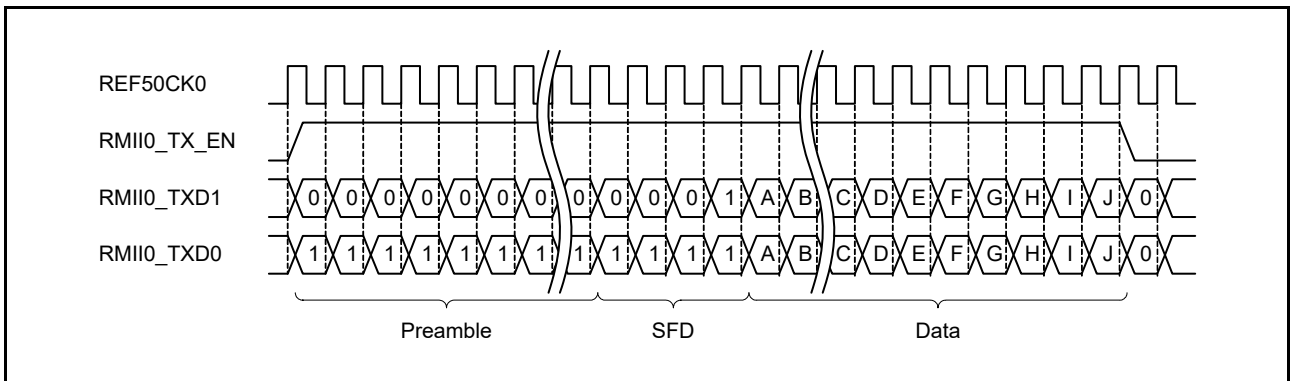 REF50CK0
RMII0_TX_EN
RMII0_TXD1 0 0 0 0 0 0 0 0 0 0 0 1 A B C D E F G H I J 0
RMII0_TXD0 1 1 1 1 1 1 1 1 1 1 1 1 A B C D E F G H I J 0
Preamble SFD Data